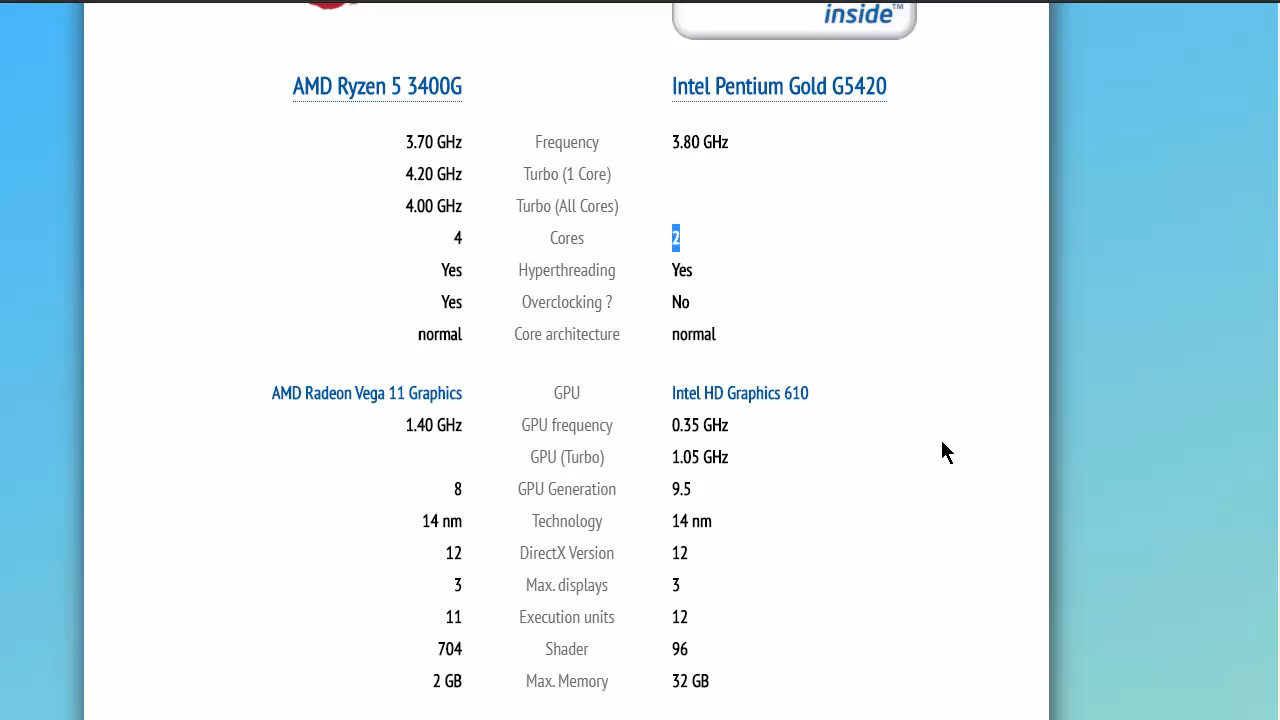 inside™
AMD Ryzen 5 3400G Intel Pentium Gold G5420
3.70 GHz Frequency 3.80 GHz
4.20 GHz Turbo (1 Core)
4.00 GHz Turbo (All Cores)
4 Cores 2
Yes Hyperthreading Yes
Yes Overclocking ? No
normal Core architecture normal
AMD Radeon Vega 11 Graphics GPU Intel HD Graphics 610
1.40 GHz GPU frequency 0.35 GHz
GPU (Turbo) 1.05 GHz
8 GPU Generation 9.5
14 nm Technology 14 nm
12 DirectX Version 12
3 Max. displays 3
11 Execution units 12
704 Shader 96
2 GB Max. Memory 32 GB